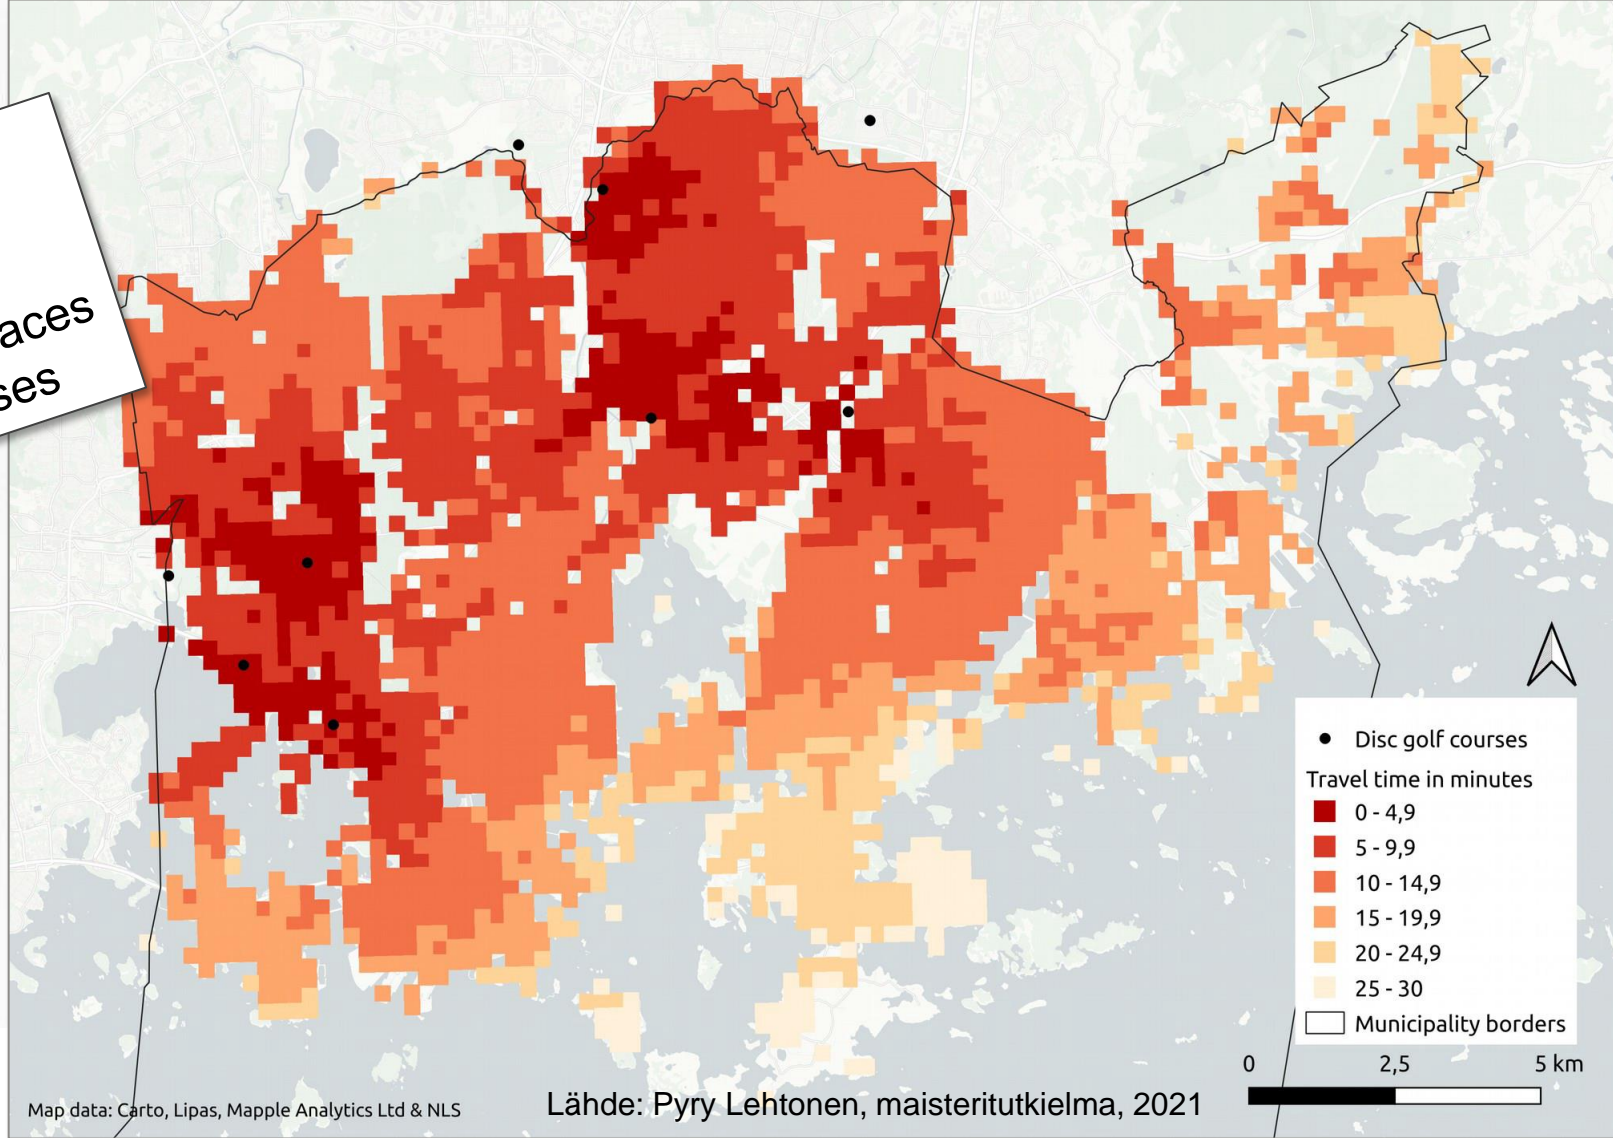 aces
ses
Disc golf courses
Travel time in minutes
0 - 4,9
5 - 9,9
10 - 14,9
15 - 19,9
20 - 24,9
25 - 30
Municipality borders
0 2,5 5 km
Map data: Carto, Lipas, Mapple Analytics Ltd & NLS
Lähde: Pyry Lehtonen, maisteritutkielma, 2021